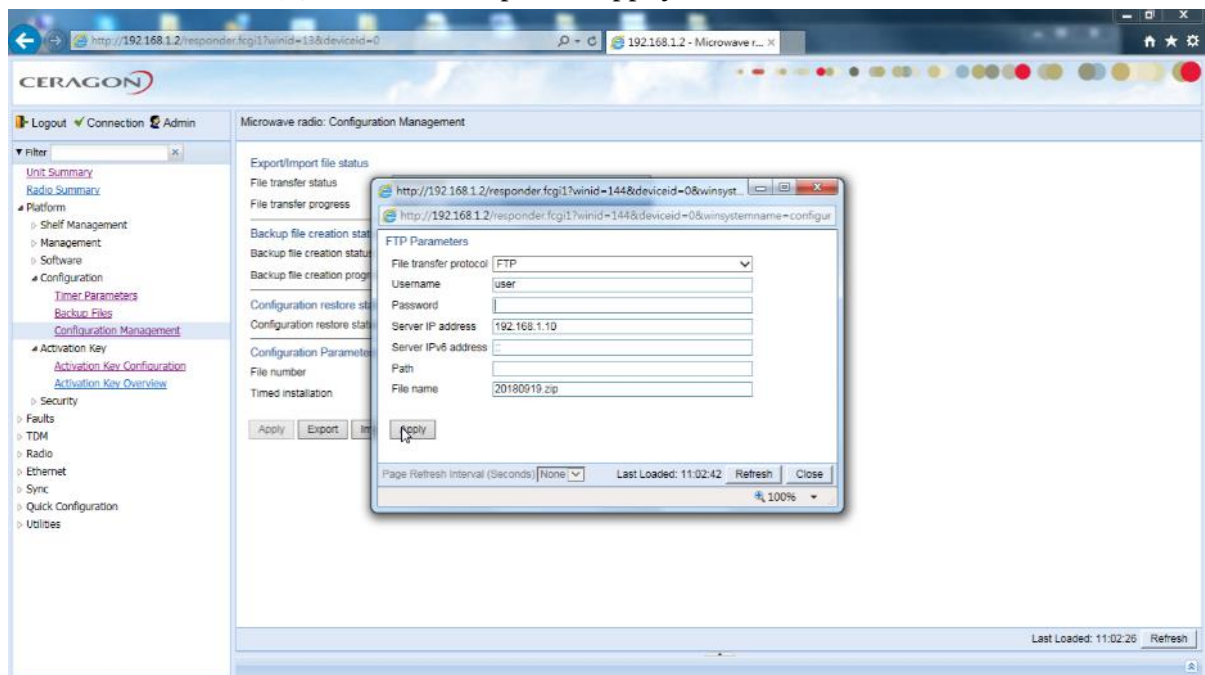 http://192.168.1.2/responder.fcgi1?winid=13&deviceid=0
192.168.1.2 - Microwave r...
CERAGON
Logout Connection Admin
Microwave radio: Configuration Management
Filter
Unit Summary
Radio Summary
Platform
Shelf Management
Management
Software
Configuration
Timer Parameters
Backup Files
Configuration Management
Activation Key
Activation Key Configuration
Activation Key Overview
Security
Faults
TDM
Radio
Ethernet
Sync
Quick Configuration
Utilities
Export/Import file status
File transfer status
File transfer progress
Backup file creation stat
Backup file creation status
Backup file creation progr
Configuration restore sta
Configuration restore stat
Configuration Paramete
File number
Timed installation
Apply Export Im
http://192.168.1.2/responder.fcgi1?winid=144&deviceid=0&winsyst...
http://192.168.1.2/responder.fcgi1?winid=144&deviceid=0&winsystemname=configur
FTP Parameters
File transfer protocol FTP
Username user
Password
Server IP address 192.168.1.10
Server IPv6 address ::
Path
File name 20180919.zip
Apply
Page Refresh Interval (Seconds) None Last Loaded: 11:02:42 Refresh Close
100%
Last Loaded: 11:02:26 Refresh